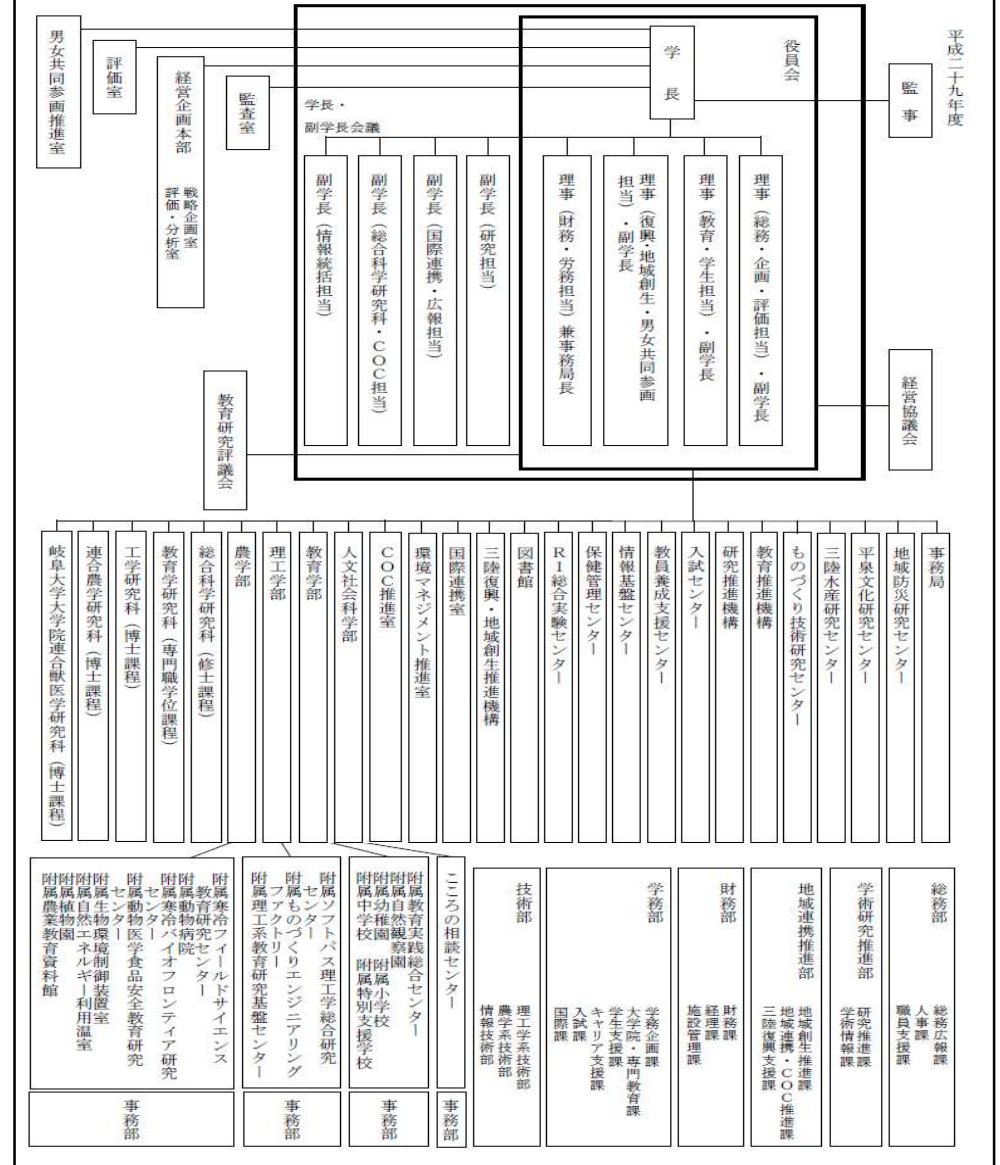 平成二十九年度
監事
経営協議会
役員会
学長
理事（総務・企画・評価担当）・副学長
理事（教育・学生担当）・副学長
理事（復興・地域創生・男女共同参画
担当）・副学長
理事（財務・労務担当）兼事務局長
学長・
副学長会議
副学長（研究担当）
副学長（国際連携・広報担当）
副学長（総合科学研究科・ＣＯＣ担当）
副学長（情報統括担当）
監査室
経営企画本部
戦略企画室
評価・分析室
評価室
男女共同参画推進室
教育研究評議会
事務局
地域防災研究センター
平泉文化研究センター
三陸水産研究センター
ものづくり技術研究センター
教育推進機構
研究推進機構
入試センター
教員養成支援センター
情報基盤センター
保健管理センター
ＲＩ総合実験センター
図書館
三陸復興・地域創生推進機構
国際連携室
環境マネジメント推進室
ＣＯＣ推進室
人文社会科学部
教育学部
理工学部
農学部
総合科学研究科（修士課程）
教育学研究科（専門職学位課程）
工学研究科（博士課程）
連合農学研究科（博士課程）
岐阜大学大学院連合獣医学研究科（博士課程）
総務部
総務広報課
人事課
職員支援課
学術研究推進部
研究推進課
学術情報課
地域連携推進部
地域創生推進課
地域連携・ＣＯＣ推進課
三陸復興支援課
財務部
財務課
経理課
施設管理課
学務部
学務企画課
大学院・専門教育課
学生支援課
キャリア支援課
入試課
国際課
技術部
理工学系技術部
農学系技術部
情報技術部
こころの相談センター
事務部
附属教育実践総合センター
附属自然観察園
附属幼稚園　附属小学校
附属中学校　附属特別支援学校
事務部
附属ソフトパス理工学総合研究
センター
附属ものづくりエンジニアリング
ファクトリー
附属理工系教育研究基盤センター
事務部
附属寒冷フィールドサイエンス
教育研究センター
附属動物病院
附属寒冷バイオフロンティア研究
センター
附属動物医学食品安全教育研究
センター
附属生物環境制御装置室
附属自然エネルギー利用温室
附属植物園
附属農業教育資料館
事務部